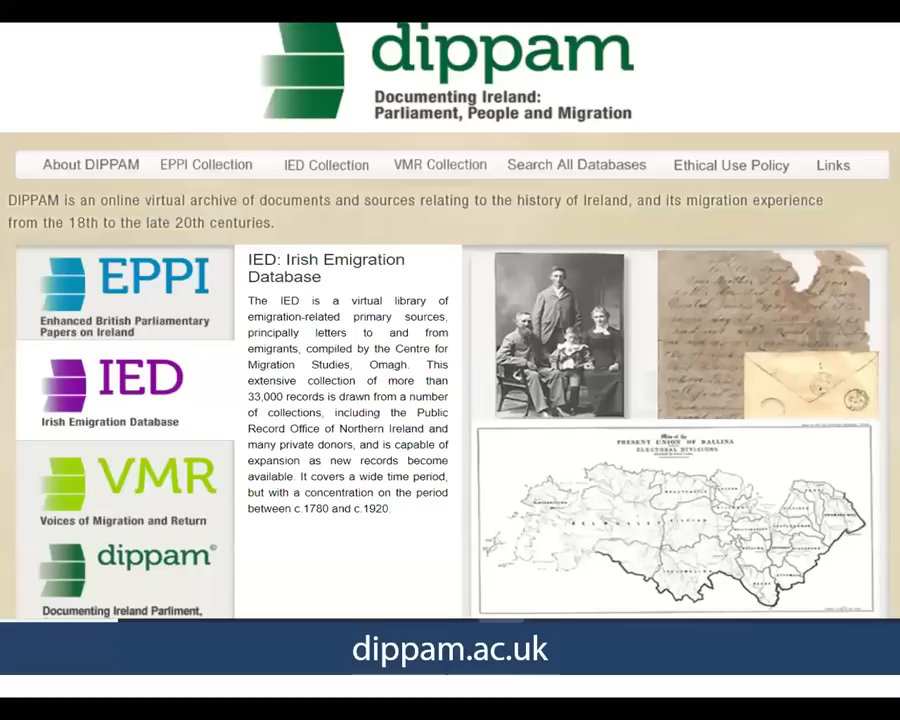 dippam
Documenting Ireland:
Parliament, People and Migration
About DIPPAM EPPI Collection IED Collection VMR Collection Search All Databases Ethical Use Policy Links
DIPPAM is an online virtual archive of documents and sources relating to the history of Ireland, and its migration experience
from the 18th to the late 20th centuries.
EPPI
Enhanced British Parliamentary
Papers on Ireland
IED
Irish Emigration Database
VMR
Voices of Migration and Return
dippam©
Documenting Ireland Parliment,
IED: Irish Emigration
Database
The IED is a virtual library of
emigration-related primary sources,
principally letters to and from
emigrants, compiled by the Centre for
Migration Studies, Omagh. This
extensive collection of more than
33,000 records is drawn from a number
of collections, including the Public
Record Office of Northern Ireland and
many private donors, and is capable of
expansion as new records become
available. It covers a wide time period,
but with a concentration on the period
between c.1780 and c.1920.
Map of the
PRESENT UNION OF BALLINA
ELECTORAL DIVISIONS
dippam.ac.uk